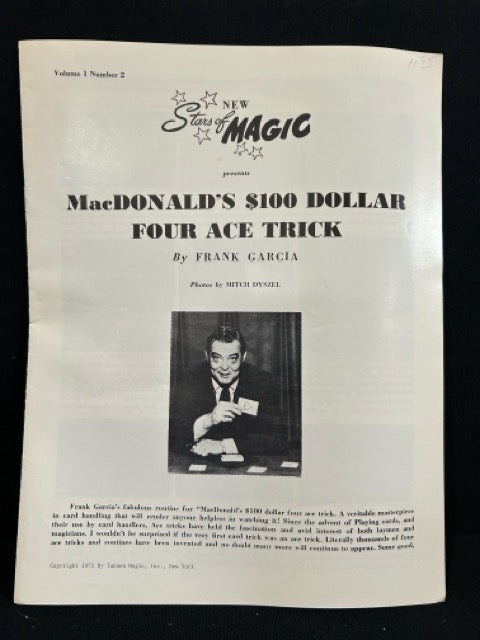 Volume 1 Number 2
11.95
NEW
Stars of MAGIC
presents
MacDONALD'S $100 DOLLAR
FOUR ACE TRICK
By FRANK GARCIA
Photos by MITCH DYSZEL
Frank Garcia's fabulous routine for "MacDonald's $100 dollar four ace trick. A veritable masterpiece
in card handling that will render anyone helpless in watching it! Since the advent of Playing cards, and
their use by card handlers, Ace tricks have held the fascination and avid interest of both laymen and
magicians. I wouldn't be surprised if the very first card trick was an ace trick. Literally thousands of four
ace tricks and routines have been invented and no doubt many more will continue to appear. Some good,
Copyright 1972 By Tannen Magic, Inc., New York